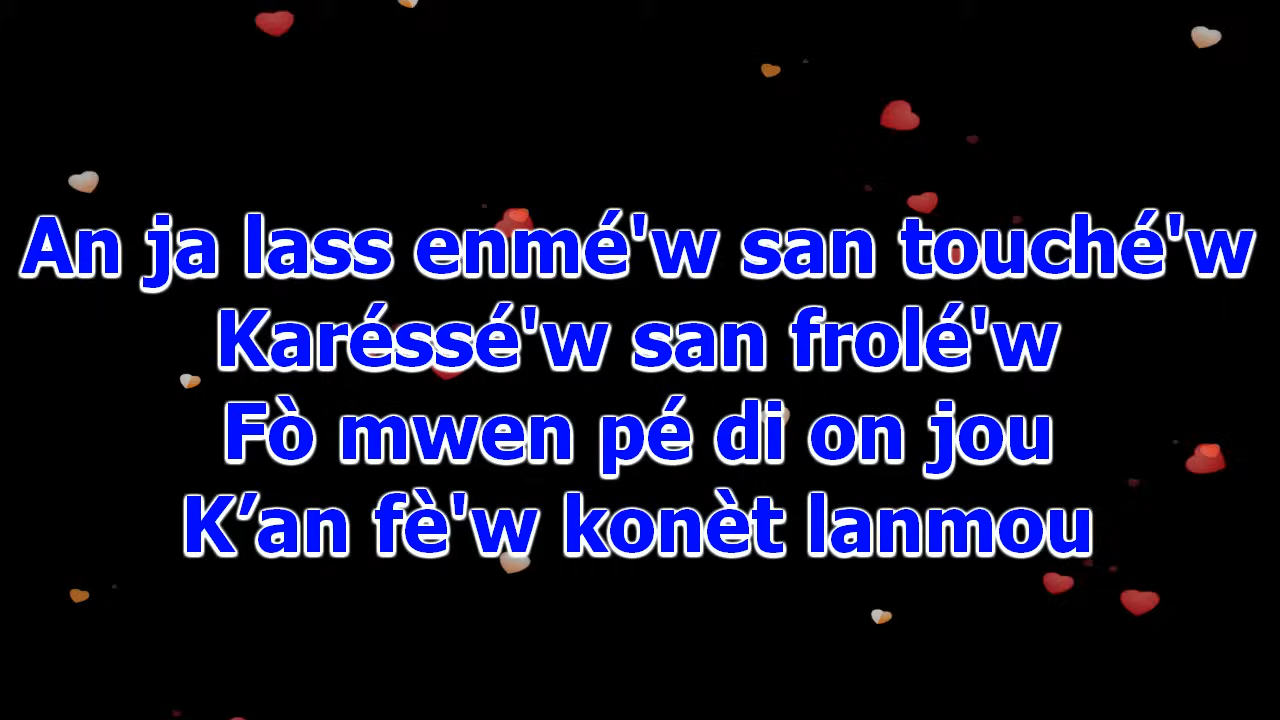 An ja lass enmé'w san touché'w
Karéssé'w san frolé'w
Fò mwen pé di on jou
K’an fè'w konèt lanmou